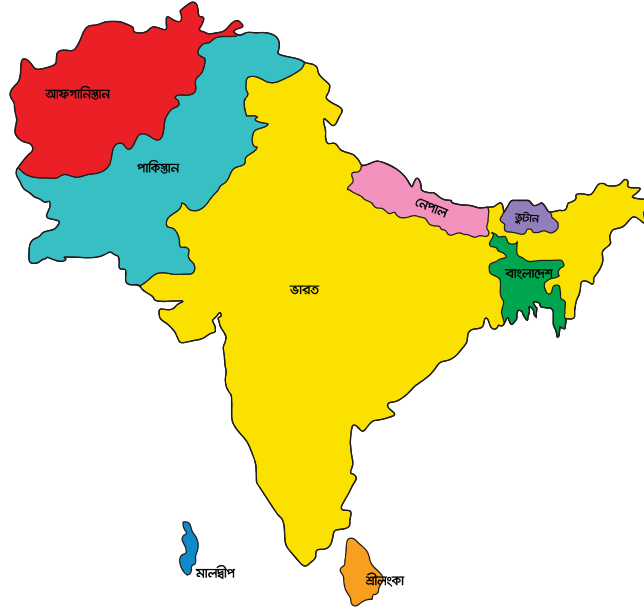 আফগানিস্তান
পাকিস্তান
নেপাল
ভুটান
বাংলাদেশ
ভারত
মালদ্বীপ
শ্রীলংকা